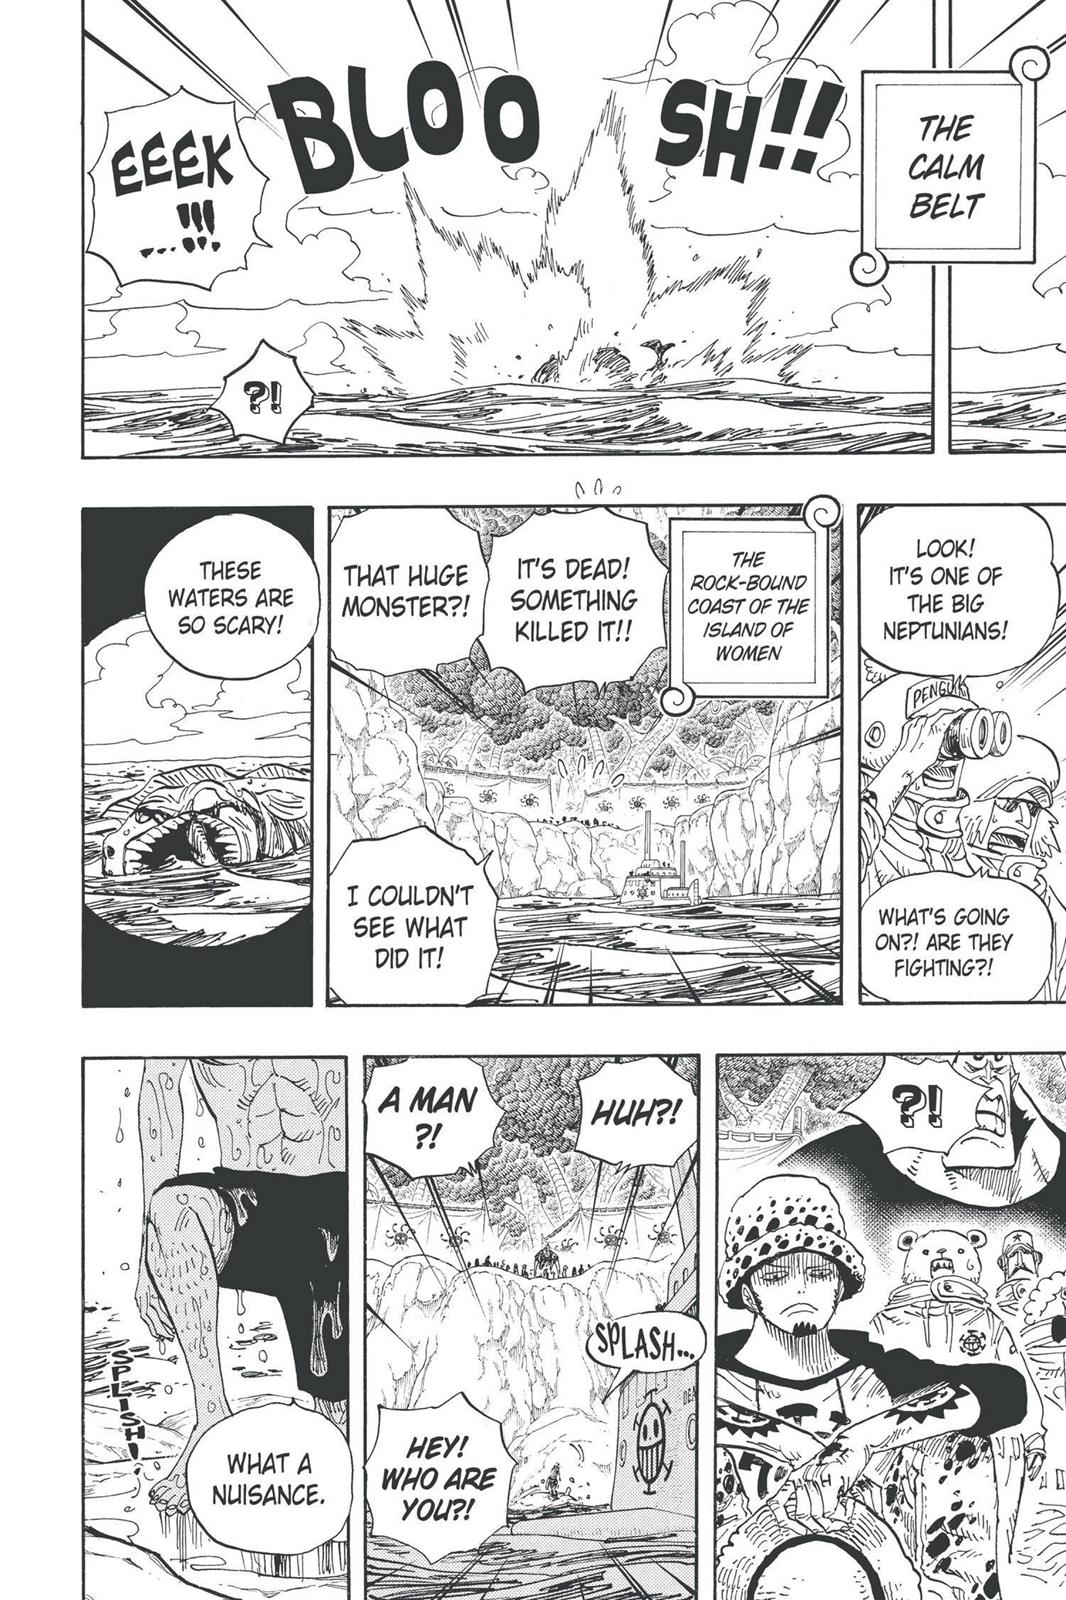 THE
CALM
BELT
BLOOSH!!
EEEK
...!!!
?!
LOOK!
IT'S ONE OF
THE BIG
NEPTUNIANS!
PENGUIN
WHAT'S GOING
ON?! ARE THEY
FIGHTING?!
THE
ROCK-BOUND
COAST OF THE
ISLAND OF
WOMEN
IT'S DEAD!
SOMETHING
KILLED IT!!
THAT HUGE
MONSTER?!
I COULDN'T
SEE WHAT
DID IT!
THESE
WATERS ARE
SO SCARY!
?!
HUH?!
A MAN
?!
SPLASH...
HEY!
WHO ARE
YOU?!
SPLISH!
WHAT A
NUISANCE.